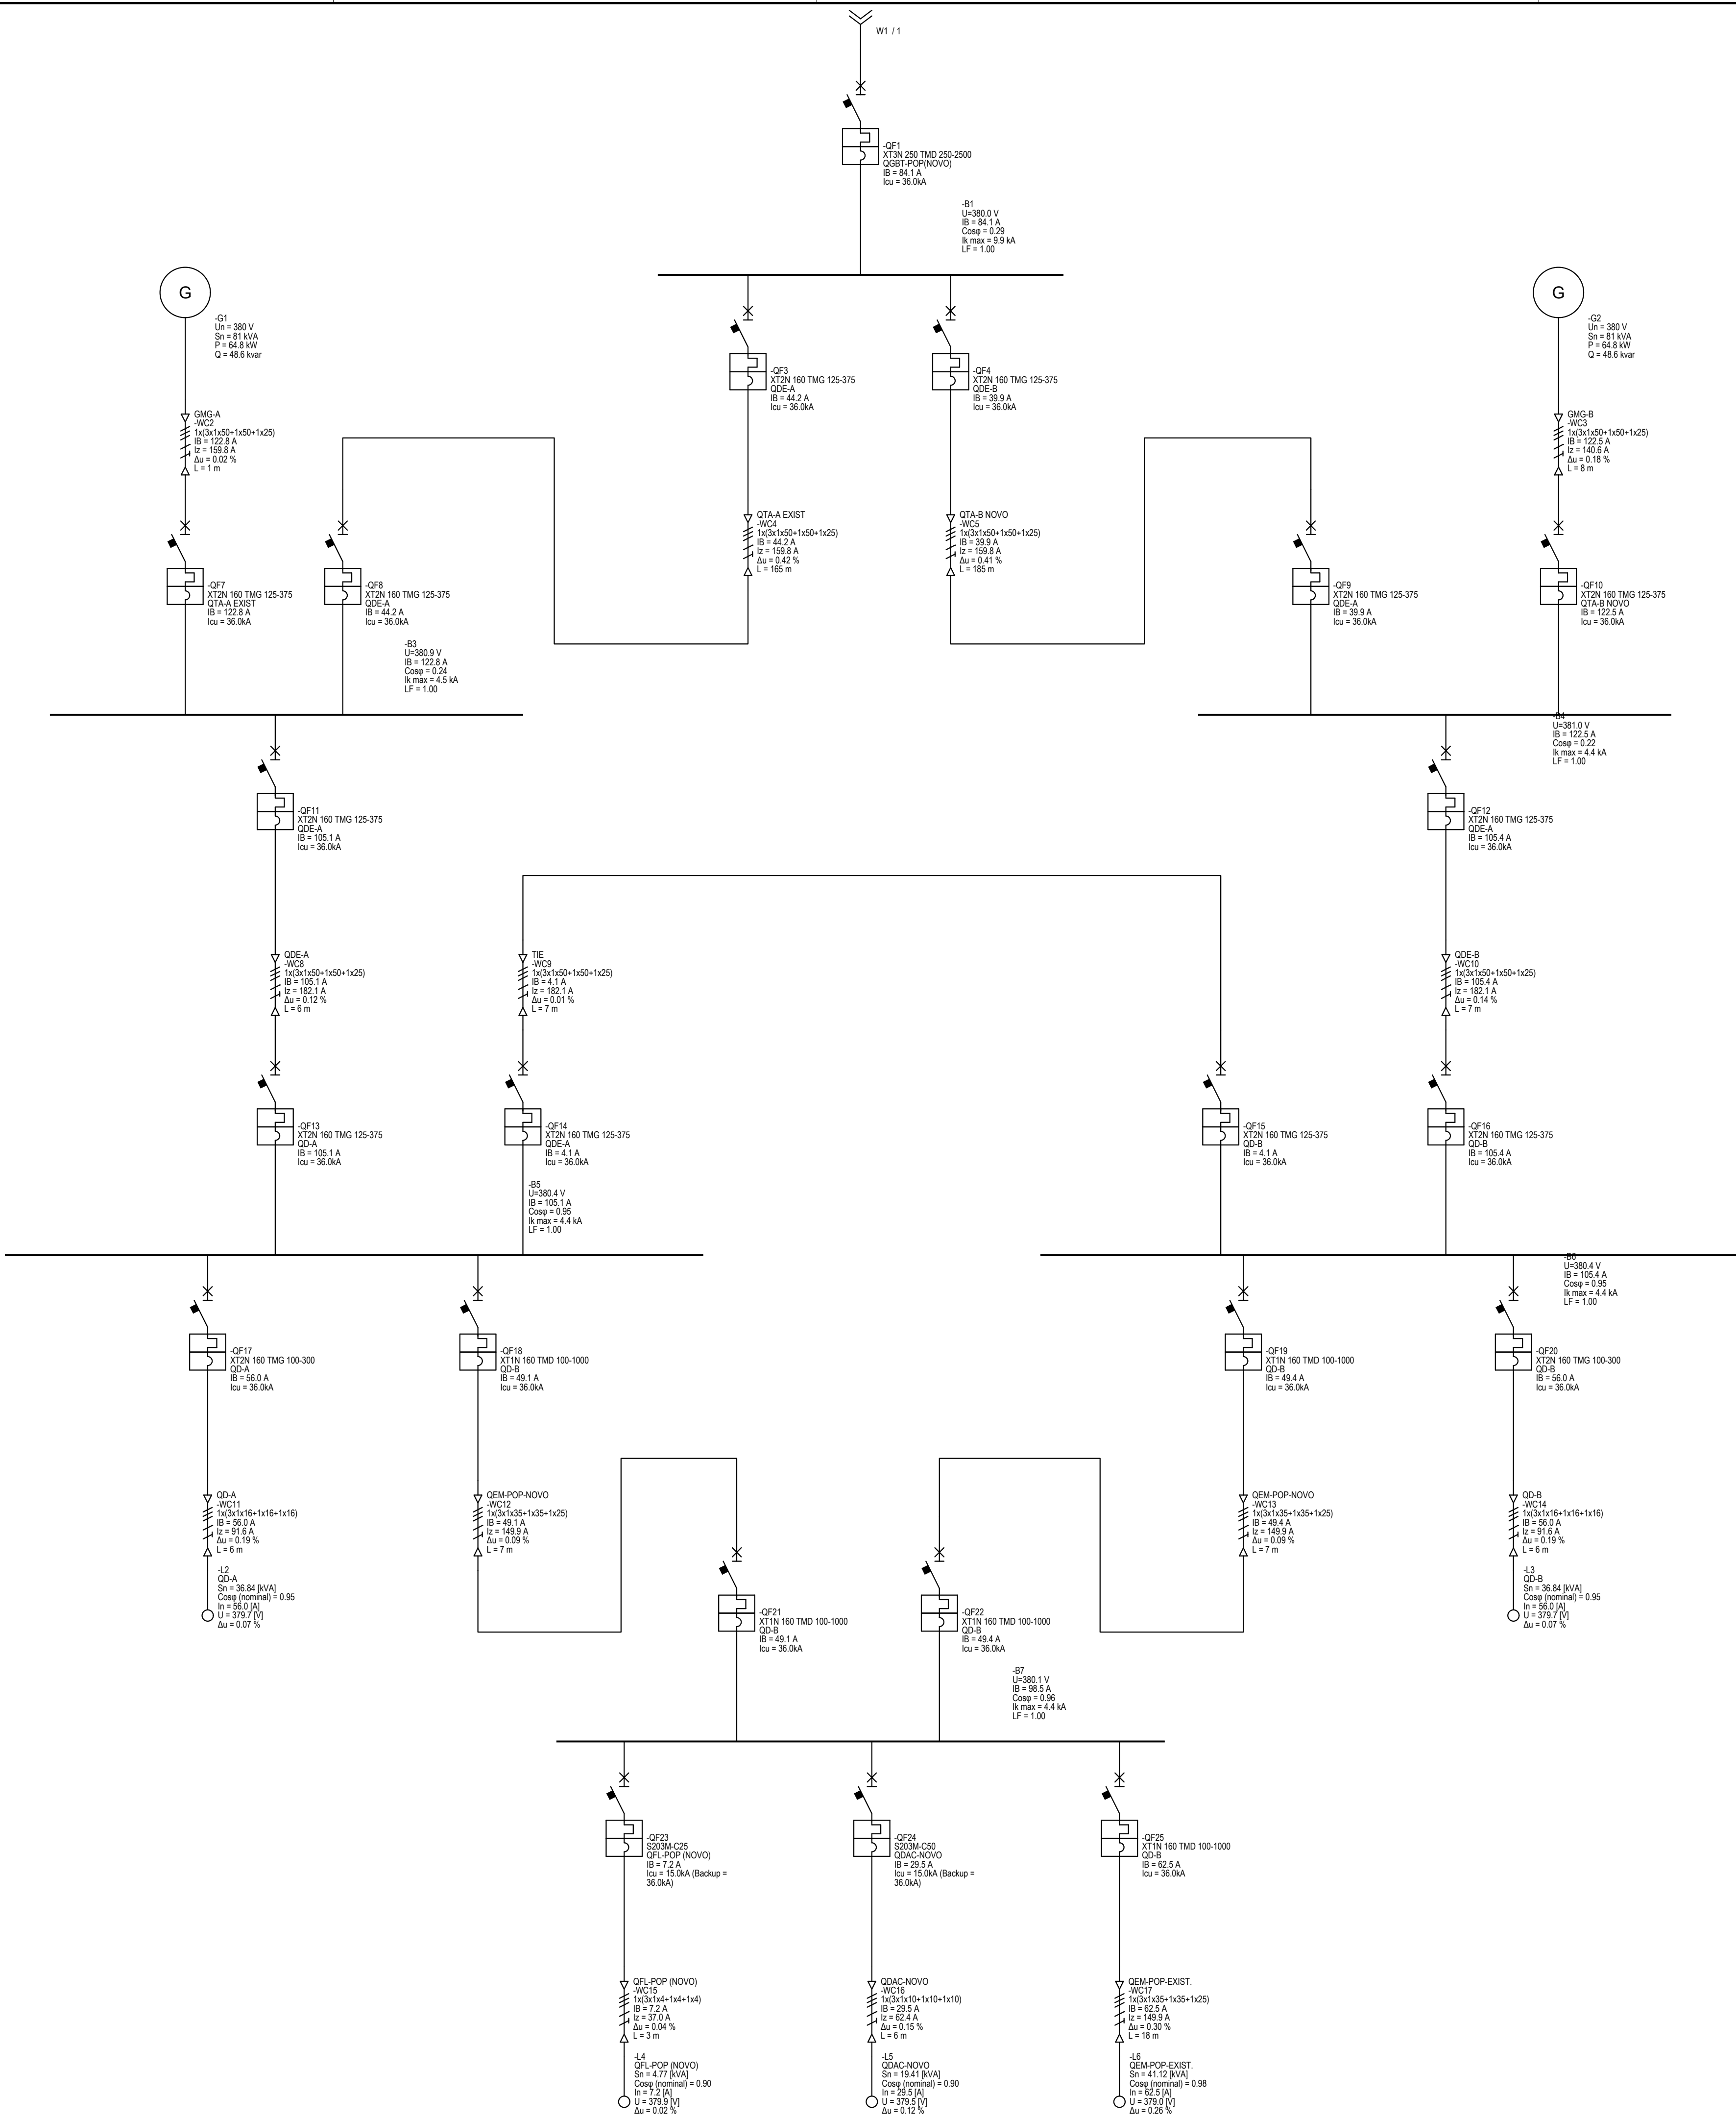 W1 / 1
-QF1
XT3N 250 TMD 250-2500
QGBT-POP(NOVO)
IB = 84.1 A
Icu = 36.0kA
-B1
U=380.0 V
IB = 84.1 A
Cosφ = 0.29
Ik max = 9.9 kA
LF = 1.00
G
-G1
Un = 380 V
Sn = 81 kVA
P = 64.8 kW
Q = 48.6 kvar
G
-G2
Un = 380 V
Sn = 81 kVA
P = 64.8 kW
Q = 48.6 kvar
-QF3
XT2N 160 TMG 125-375
QDE-A
IB = 44.2 A
Icu = 36.0kA
-QF4
XT2N 160 TMG 125-375
QDE-B
IB = 39.9 A
Icu = 36.0kA
GMG-A
-WC2
1x(3x1x50+1x50+1x25)
IB = 122.8 A
Iz = 159.8 A
Δu = 0.02 %
L = 1 m
GMG-B
-WC3
1x(3x1x50+1x50+1x25)
IB = 122.5 A
Iz = 140.6 A
Δu = 0.18 %
L = 8 m
QTA-A EXIST
-WC4
1x(3x1x50+1x50+1x25)
IB = 44.2 A
Iz = 159.8 A
Δu = 0.42 %
L = 165 m
QTA-B NOVO
-WC5
1x(3x1x50+1x50+1x25)
IB = 39.9 A
Iz = 159.8 A
Δu = 0.41 %
L = 185 m
-QF7
XT2N 160 TMG 125-375
QTA-A EXIST
IB = 122.8 A
Icu = 36.0kA
-QF8
XT2N 160 TMG 125-375
QDE-A
IB = 44.2 A
Icu = 36.0kA
-QF9
XT2N 160 TMG 125-375
QDE-A
IB = 39.9 A
Icu = 36.0kA
-QF10
XT2N 160 TMG 125-375
QTA-B NOVO
IB = 122.5 A
Icu = 36.0kA
-B3
U=380.9 V
IB = 122.8 A
Cosφ = 0.24
Ik max = 4.5 kA
LF = 1.00
-B4
U=381.0 V
IB = 122.5 A
Cosφ = 0.22
Ik max = 4.4 kA
LF = 1.00
-QF11
XT2N 160 TMG 125-375
QDE-A
IB = 105.1 A
Icu = 36.0kA
-QF12
XT2N 160 TMG 125-375
QDE-A
IB = 105.4 A
Icu = 36.0kA
QDE-A
-WC8
1x(3x1x50+1x50+1x25)
IB = 105.1 A
Iz = 182.1 A
Δu = 0.12 %
L = 6 m
TIE
-WC9
1x(3x1x50+1x50+1x25)
IB = 4.1 A
Iz = 182.1 A
Δu = 0.01 %
L = 7 m
QDE-B
-WC10
1x(3x1x50+1x50+1x25)
IB = 105.4 A
Iz = 182.1 A
Δu = 0.14 %
L = 7 m
-QF13
XT2N 160 TMG 125-375
QD-A
IB = 105.1 A
Icu = 36.0kA
-QF14
XT2N 160 TMG 125-375
QDE-A
IB = 4.1 A
Icu = 36.0kA
-QF15
XT2N 160 TMG 125-375
QD-B
IB = 4.1 A
Icu = 36.0kA
-QF16
XT2N 160 TMG 125-375
QD-B
IB = 105.4 A
Icu = 36.0kA
-B5
U=380.4 V
IB = 105.1 A
Cosφ = 0.95
Ik max = 4.4 kA
LF = 1.00
-B6
U=380.4 V
IB = 105.4 A
Cosφ = 0.95
Ik max = 4.4 kA
LF = 1.00
-QF17
XT2N 160 TMG 100-300
QD-A
IB = 56.0 A
Icu = 36.0kA
-QF18
XT1N 160 TMD 100-1000
QD-B
IB = 49.1 A
Icu = 36.0kA
-QF19
XT1N 160 TMD 100-1000
QD-B
IB = 49.4 A
Icu = 36.0kA
-QF20
XT2N 160 TMG 100-300
QD-B
IB = 56.0 A
Icu = 36.0kA
QD-A
-WC11
1x(3x1x16+1x16+1x16)
IB = 56.0 A
Iz = 91.6 A
Δu = 0.19 %
L = 6 m
QEM-POP-NOVO
-WC12
1x(3x1x35+1x35+1x25)
IB = 49.1 A
Iz = 149.9 A
Δu = 0.09 %
L = 7 m
QEM-POP-NOVO
-WC13
1x(3x1x35+1x35+1x25)
IB = 49.4 A
Iz = 149.9 A
Δu = 0.09 %
L = 7 m
QD-B
-WC14
1x(3x1x16+1x16+1x16)
IB = 56.0 A
Iz = 91.6 A
Δu = 0.19 %
L = 6 m
-L2
QD-A
Sn = 36.84 [kVA]
Cosφ (nominal) = 0.95
In = 56.0 [A]
U = 379.7 [V]
Δu = 0.07 %
-L3
QD-B
Sn = 36.84 [kVA]
Cosφ (nominal) = 0.95
In = 56.0 [A]
U = 379.7 [V]
Δu = 0.07 %
-QF21
XT1N 160 TMD 100-1000
QD-B
IB = 49.1 A
Icu = 36.0kA
-QF22
XT1N 160 TMD 100-1000
QD-B
IB = 49.4 A
Icu = 36.0kA
-B7
U=380.1 V
IB = 98.5 A
Cosφ = 0.96
Ik max = 4.4 kA
LF = 1.00
-QF23
S203M-C25
QFL-POP (NOVO)
IB = 7.2 A
Icu = 15.0kA (Backup =
36.0kA)
-QF24
S203M-C50
QDAC-NOVO
IB = 29.5 A
Icu = 15.0kA (Backup =
36.0kA)
-QF25
XT1N 160 TMD 100-1000
QD-B
IB = 62.5 A
Icu = 36.0kA
QFL-POP (NOVO)
-WC15
1x(3x1x4+1x4+1x4)
IB = 7.2 A
Iz = 37.0 A
Δu = 0.04 %
L = 3 m
QDAC-NOVO
-WC16
1x(3x1x10+1x10+1x10)
IB = 29.5 A
Iz = 62.4 A
Δu = 0.15 %
L = 6 m
QEM-POP-EXIST.
-WC17
1x(3x1x35+1x35+1x25)
IB = 62.5 A
Iz = 149.9 A
Δu = 0.30 %
L = 18 m
-L4
QFL-POP (NOVO)
Sn = 4.77 [kVA]
Cosφ (nominal) = 0.90
In = 7.2 [A]
U = 379.9 [V]
Δu = 0.02 %
-L5
QDAC-NOVO
Sn = 19.41 [kVA]
Cosφ (nominal) = 0.90
In = 29.5 [A]
U = 379.5 [V]
Δu = 0.12 %
-L6
QEM-POP-EXIST.
Sn = 41.12 [kVA]
Cosφ (nominal) = 0.98
In = 62.5 [A]
U = 379.0 [V]
Δu = 0.26 %